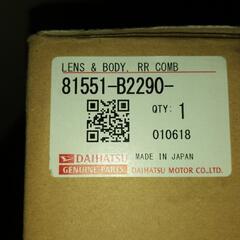 LENS & BODY, RR COMB
81551-B2290-
QTY: 1
010618
DAIHATSU MADE IN JAPAN
GENUINE PARTS DAIHATSU MOTOR CO.,LTD.